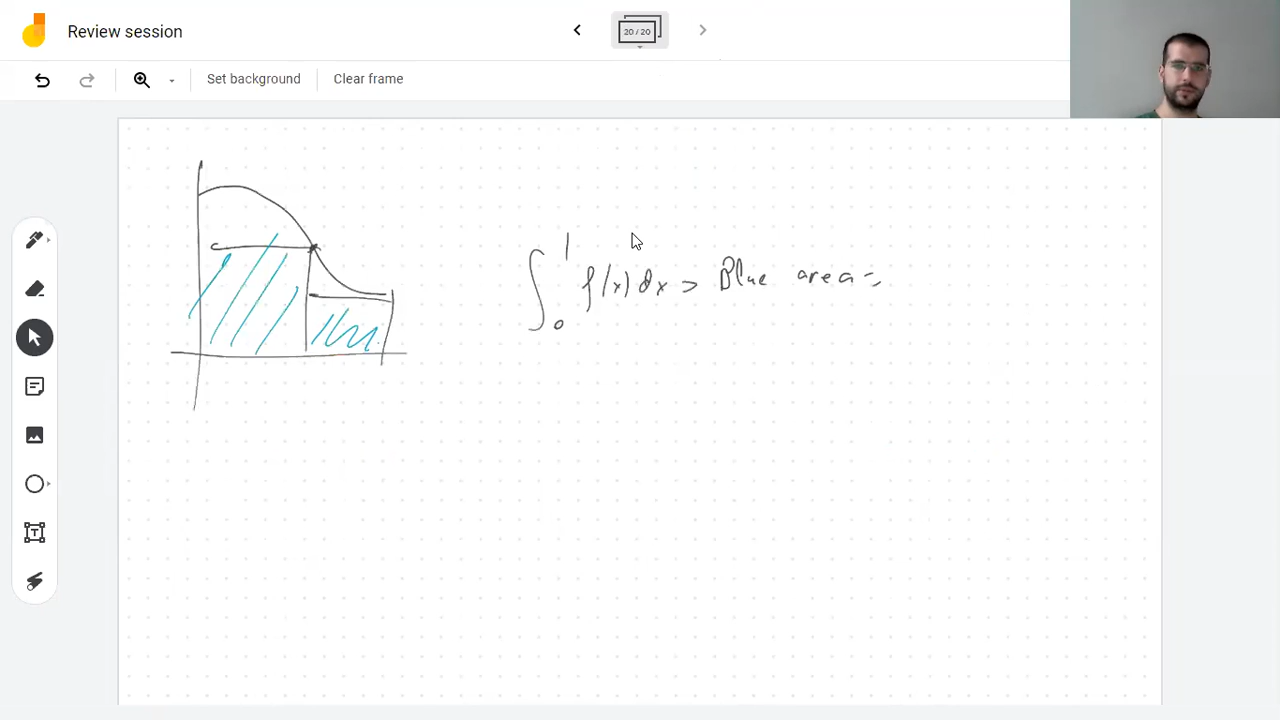 Review session
20 / 20
Set background
Clear frame
∫₀¹ f(x) dx > Blue area =
T